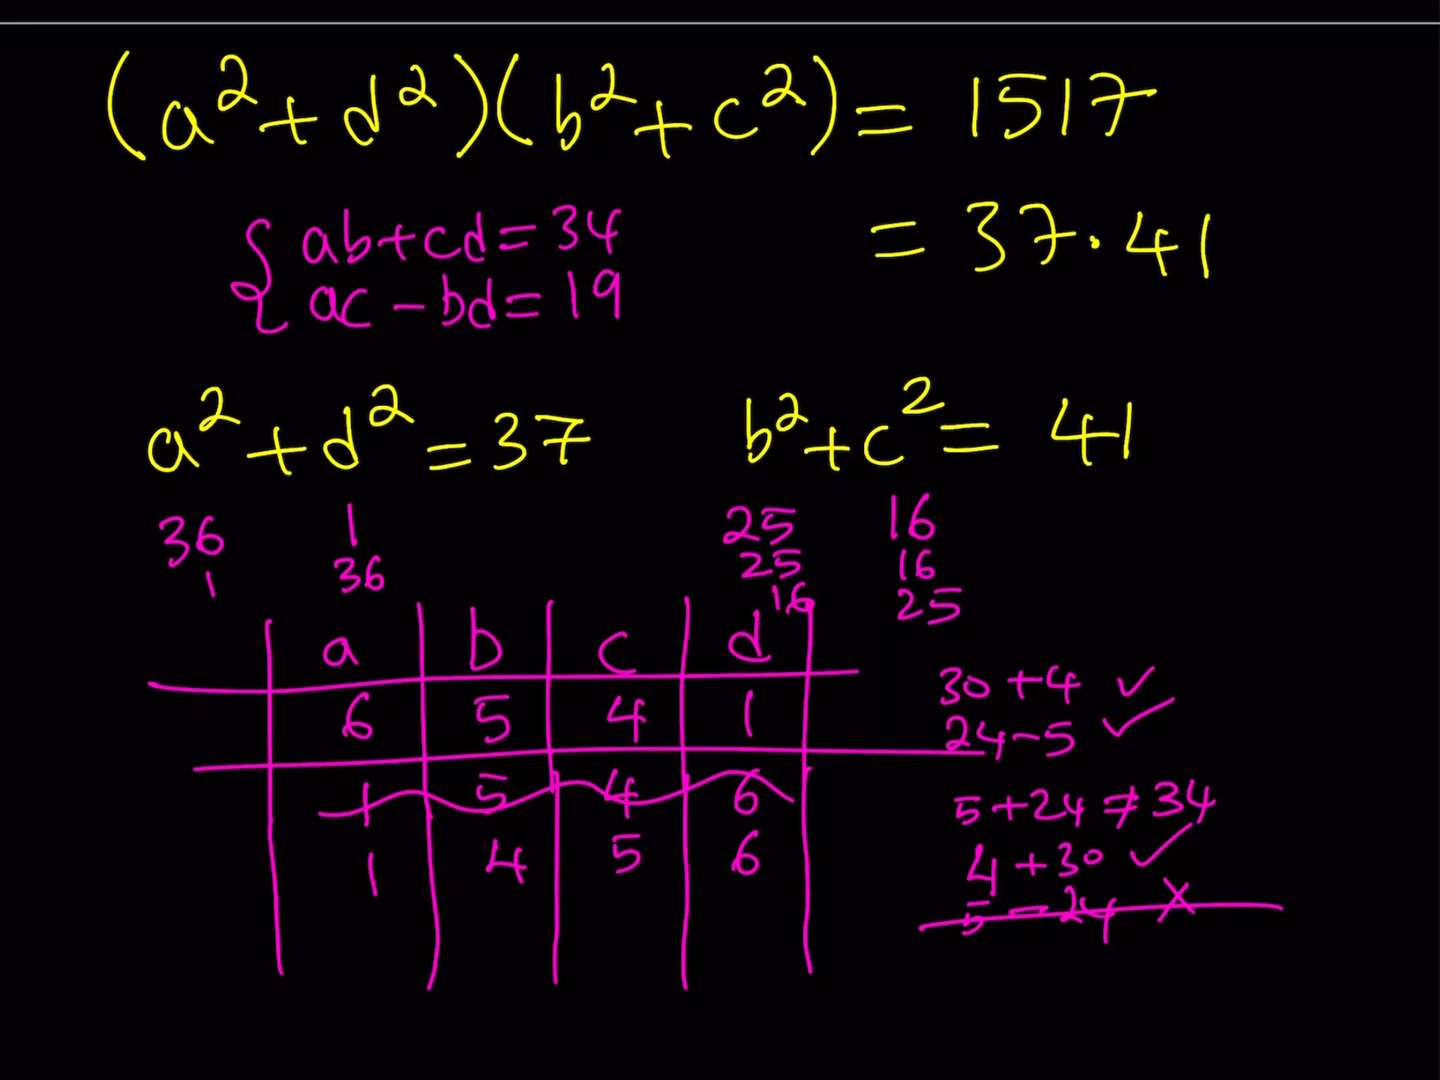 (a²+d²)(b²+c²)= 1517
= 37·41
{ab+cd=34
ac-bd=19
a²+d²=37 b²+c²= 41
36 1 25 16
1 36 25 16
16 25
a b c d
6 5 4 1
1 5 4 6
1 4 5 6
30+4 ✓
24-5 ✓
5+24≠34
4+30 ✓
5-24 X